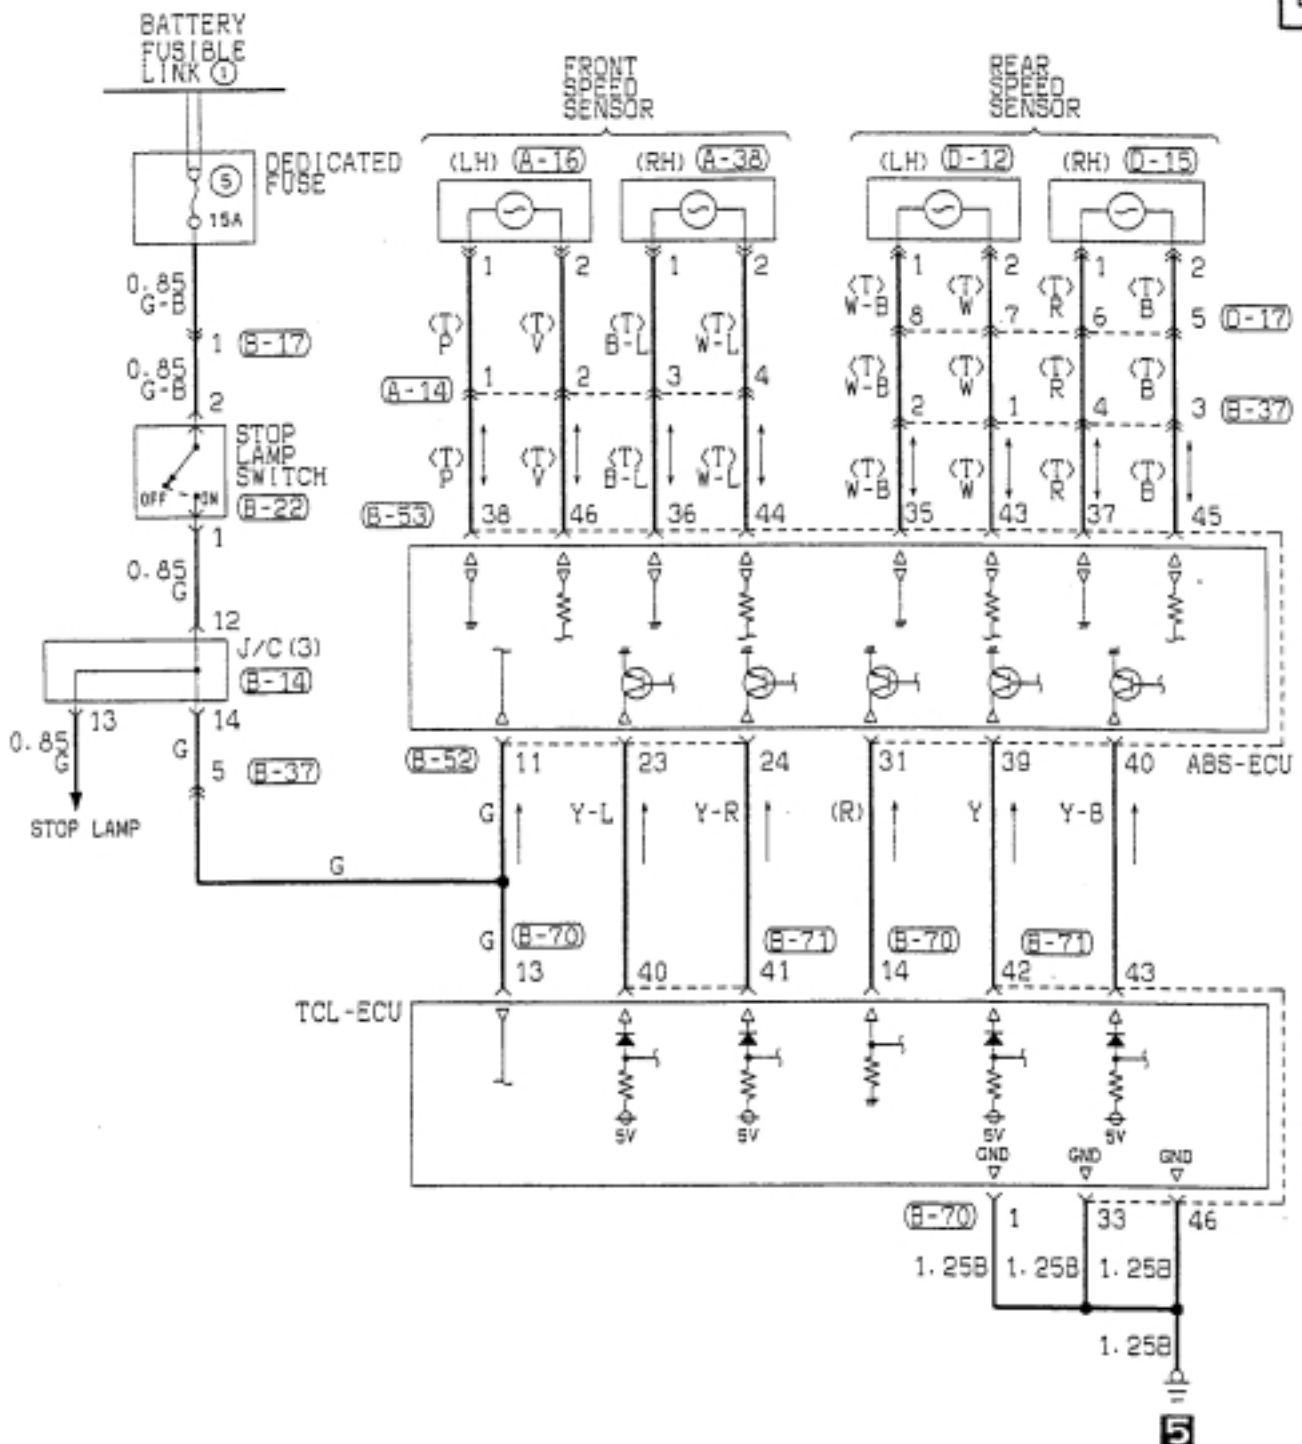 BATTERY
FUSIBLE
LINK ①
DEDICATED
FUSE
⑤
15A
FRONT
SPEED
SENSOR
REAR
SPEED
SENSOR
(LH) A-16 (RH) A-38 (LH) D-12 (RH) D-15
1 2 1 2 1 2 1 2
0.85
G-B
1 B-17
0.85
G-B
2
(T) P (T) V (T) B-L (T) W-L
(T) W-B (T) W (T) R (T) B
8 7 6 5 D-17
A-14 1 2 3 4
(T) W-B (T) W (T) R (T) B
2 1 4 3 B-37
STOP
LAMP
SWITCH
OFF ON
B-22
(T) P (T) V (T) B-L (T) W-L (T) W-B (T) W (T) R (T) B
B-53 38 46 36 44 35 43 37 45
1
0.85
G
12
J/C(3)
B-14
13 14
0.85
G
G
5 B-37
STOP LAMP
B-52 11 23 24 31 39 40 ABS-ECU
G Y-L Y-R (R) Y Y-B
G
G B-70 B-71 B-70 B-71
13 40 41 14 42 43
TCL-ECU
5V 5V 5V 5V
GND GND GND
B-70 1 33 46
1.25B 1.25B 1.25B
1.25B
5